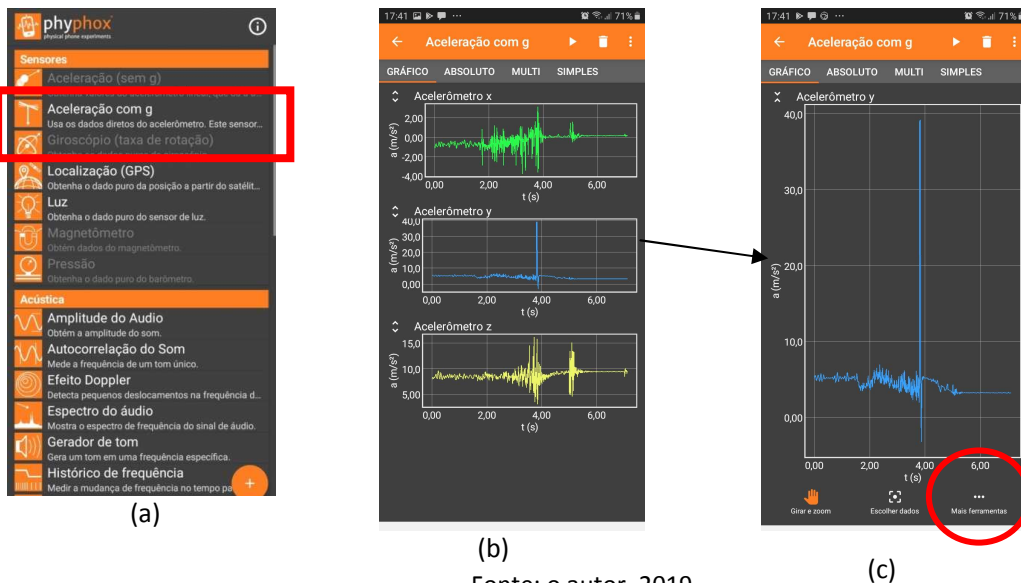 phyphox
physical phone experiments
Sensores
Aceleração (sem g)
Aceleração com g
Usa os dados diretos do acelerômetro. Este sensor...
Giroscópio (taxa de rotação)
Localização (GPS)
Obtenha o dado puro da posição a partir do satélit...
Luz
Obtenha o dado puro do sensor de luz.
Magnetômetro
Obtém dados do magnetômetro.
Pressão
Obtenha o dado puro do barômetro.
Acústica
Amplitude do Audio
Obtém a amplitude do som.
Autocorrelação do Som
Mede a frequência de um tom único.
Efeito Doppler
Detecta pequenos deslocamentos na frequência d...
Espectro do áudio
Mostra o espectro de frequência do sinal de áudio.
Gerador de tom
Gera um tom em uma frequência específica.
Histórico de frequência
Medir a mudança de frequência no tempo pa
+
(a)
17:41 ... 71%
Aceleração com g
GRÁFICO ABSOLUTO MULTI SIMPLES
Acelerômetro x
a (m/s²)
2,00
0,00
-2,00
-4,00
0,00 2,00 4,00 6,00
t (s)
Acelerômetro y
a (m/s²)
40,0
30,0
20,0
10,0
0,00
0,00 2,00 4,00 6,00
t (s)
Acelerômetro z
a (m/s²)
15,0
10,0
5,00
0,00 2,00 4,00 6,00
t (s)
(b)
17:41 ... 71%
Aceleração com g
GRÁFICO ABSOLUTO MULTI SIMPLES
Acelerômetro y
a (m/s²)
40,0
30,0
20,0
10,0
0,00
0,00 2,00 4,00 6,00
t (s)
Girar e zoom Escolher dados Mais ferramentas
(c)